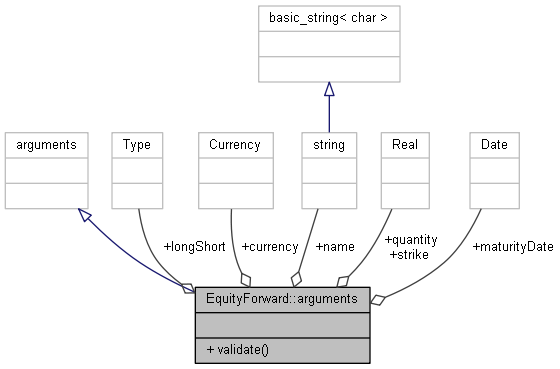 basic_string< char >
arguments
Type
Currency
string
Real
Date
+longShort
+currency
+name
+quantity
+strike
+maturityDate
EquityForward::arguments
+ validate()